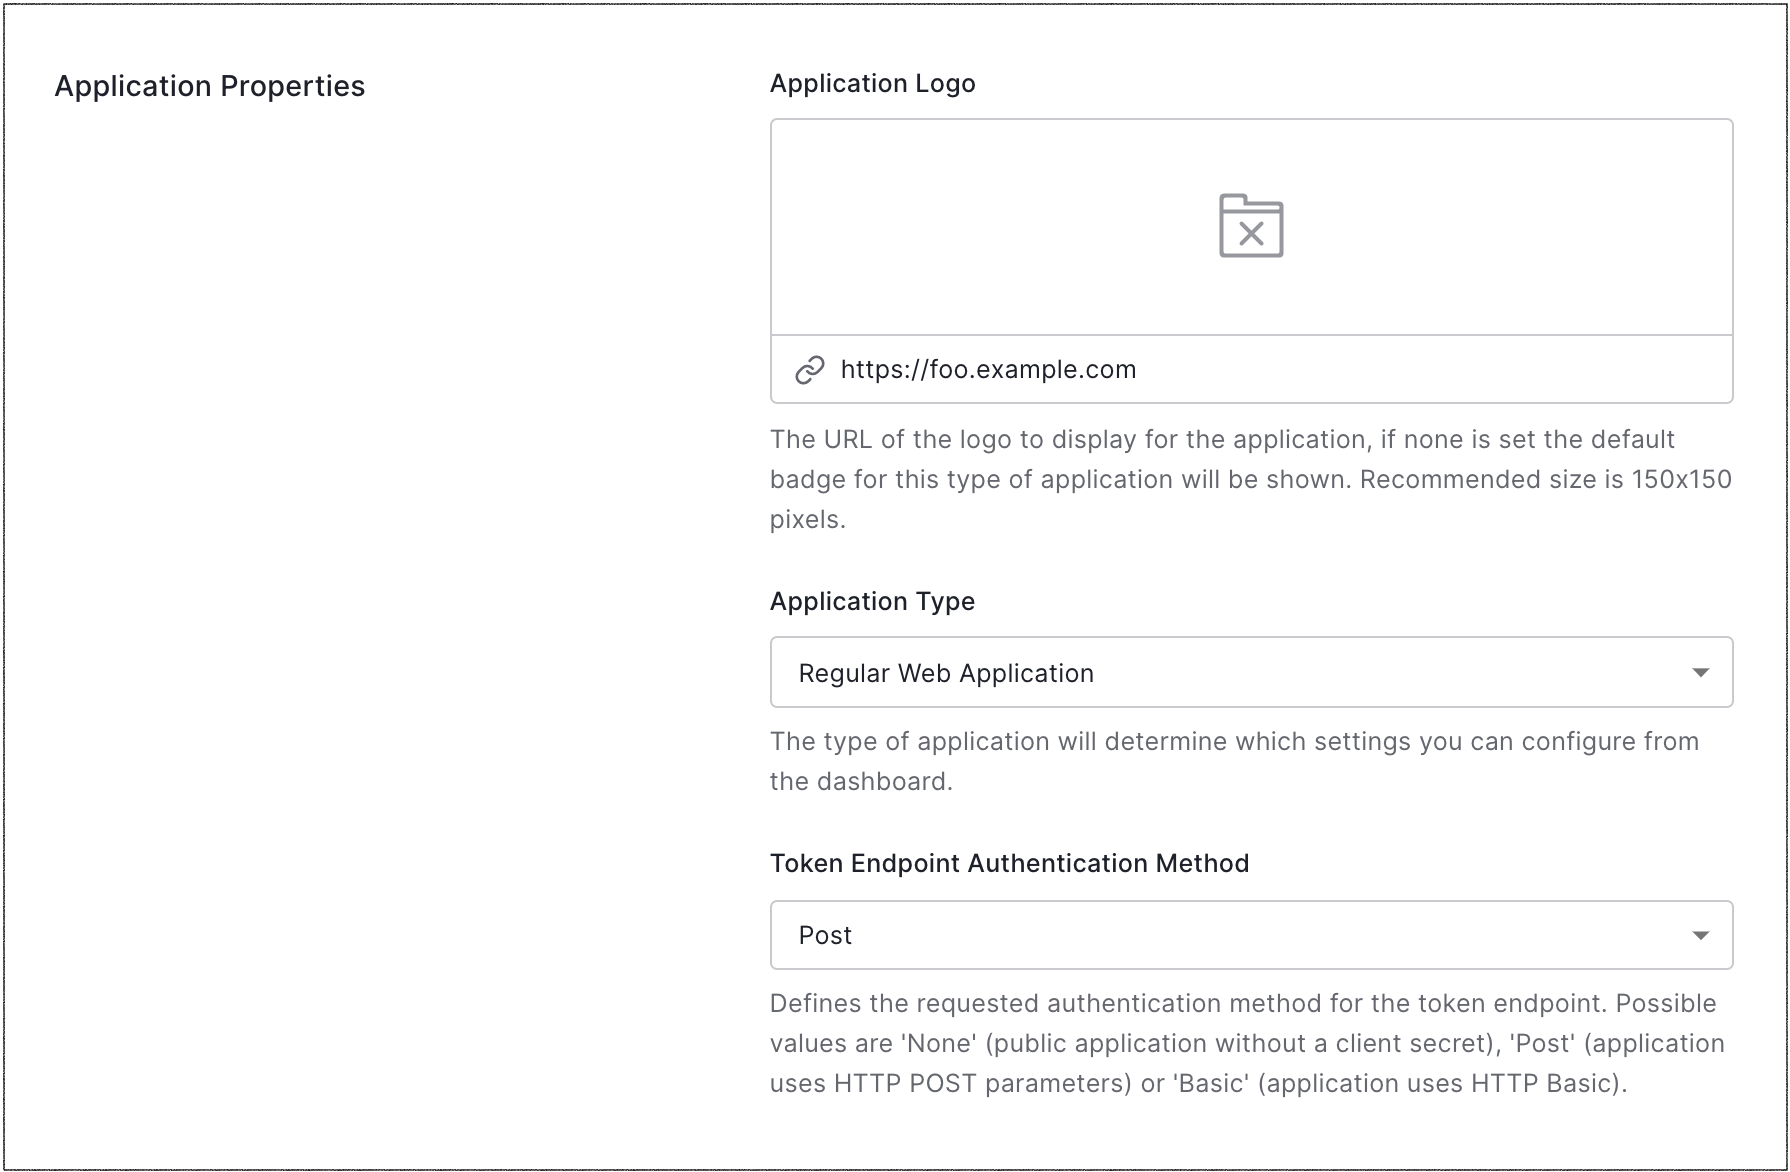 Application Properties
Application Logo
https://foo.example.com
The URL of the logo to display for the application, if none is set the default
badge for this type of application will be shown. Recommended size is 150x150
pixels.
Application Type
Regular Web Application
The type of application will determine which settings you can configure from
the dashboard.
Token Endpoint Authentication Method
Post
Defines the requested authentication method for the token endpoint. Possible
values are 'None' (public application without a client secret), 'Post' (application
uses HTTP POST parameters) or 'Basic' (application uses HTTP Basic).